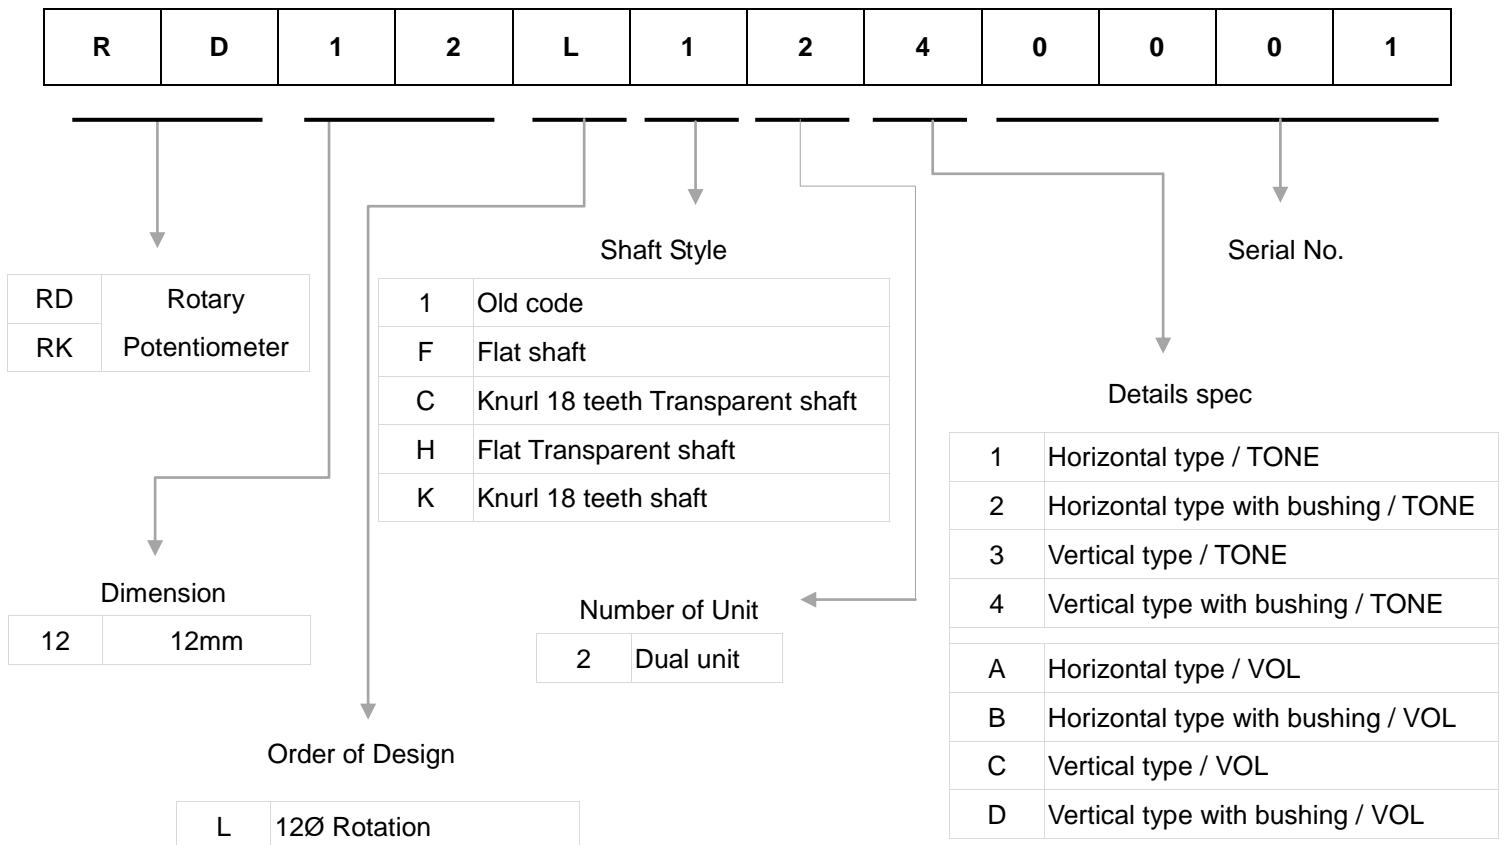 R D 1 2 L 1 2 4 0 0 0 1
Shaft Style
Serial No.
RD Rotary
RK Potentiometer
1 Old code
F Flat shaft
C Knurl 18 teeth Transparent shaft
H Flat Transparent shaft
K Knurl 18 teeth shaft
Details spec
1 Horizontal type / TONE
2 Horizontal type with bushing / TONE
3 Vertical type / TONE
4 Vertical type with bushing / TONE
A Horizontal type / VOL
B Horizontal type with bushing / VOL
C Vertical type / VOL
D Vertical type with bushing / VOL
Dimension
12 12mm
Number of Unit
2 Dual unit
Order of Design
L 12Ø Rotation